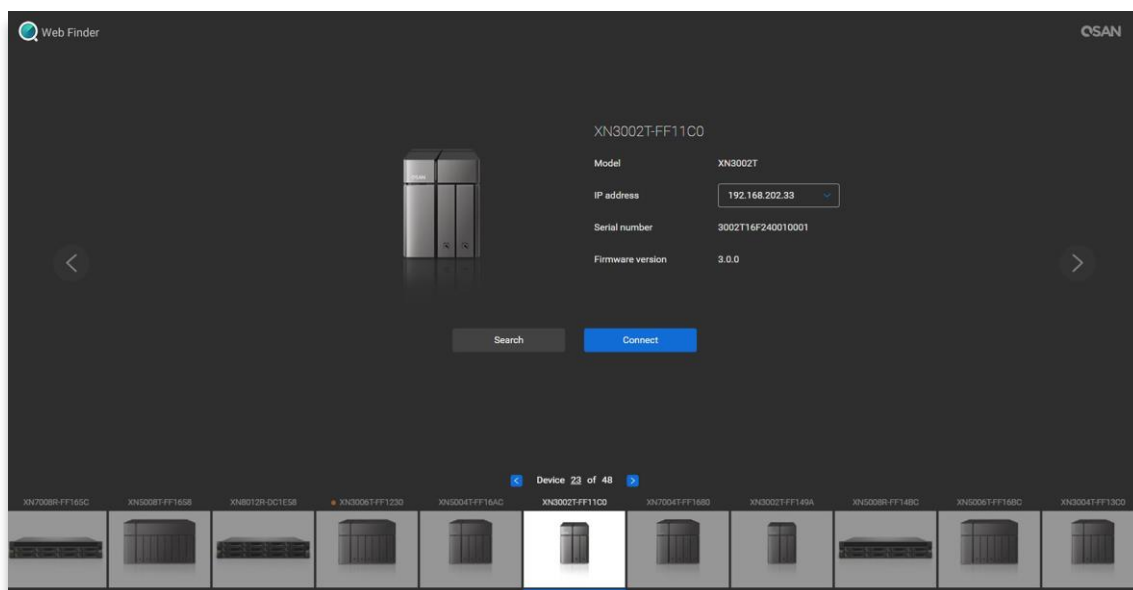 Web Finder
QSAN
XN3002T-FF11C0
Model XN3002T
IP address 192.168.202.33
Serial number 3002T16F240010001
Firmware version 3.0.0
Search Connect
Device 23 of 48
XN7008R-FF165C XN5008T-FF1658 XN8012R-DC1E58 XN3006T-FF1230 XN5004T-FF16AC XN3002T-FF11C0 XN7004T-FF1680 XN3002T-FF149A XN5008R-FF148C XN5006T-FF16BC XN3004T-FF13C0